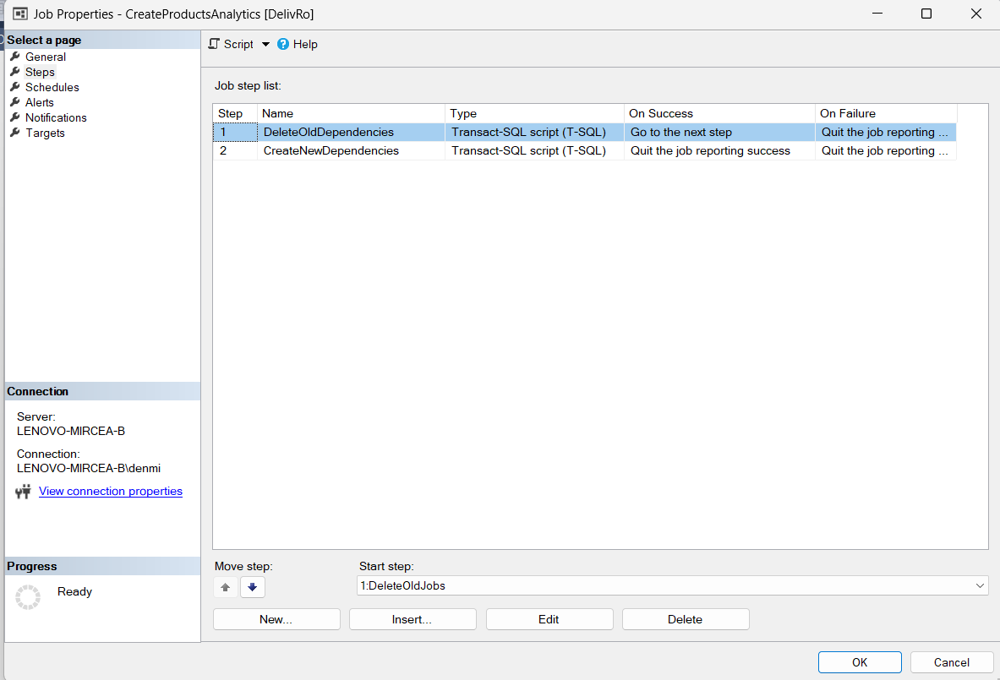 Job Properties - CreateProductsAnalytics [DelivRo]
Select a page
General
Steps
Schedules
Alerts
Notifications
Targets
Script
Help
Job step list:
Step Name Type On Success On Failure
1 DeleteOldDependencies Transact-SQL script (T-SQL) Go to the next step Quit the job reporting ...
2 CreateNewDependencies Transact-SQL script (T-SQL) Quit the job reporting success Quit the job reporting ...
Connection
Server:
LENOVO-MIRCEA-B
Connection:
LENOVO-MIRCEA-B\denmi
View connection properties
Progress
Ready
Move step:
Start step:
1:DeleteOldJobs
New...
Insert...
Edit
Delete
OK
Cancel